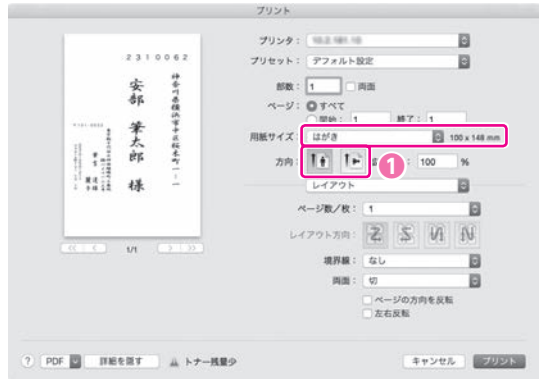 プリント
プリンタ：
プリセット： デフォルト設定
部数： 1 両面
ページ： すべて
開始： 1 終了： 1
用紙サイズ： はがき 100 x 148 mm
方向： 1 ： 100 %
レイアウト
ページ数／枚： 1
レイアウト方向：
境界線： なし
両面： 切
ページの方向を反転
左右反転
2310062
神奈川県横浜市中区桜木町一-一
安部 筆太郎 様
1/1
? PDF 詳細を隠す トナー残量少 キャンセル プリント